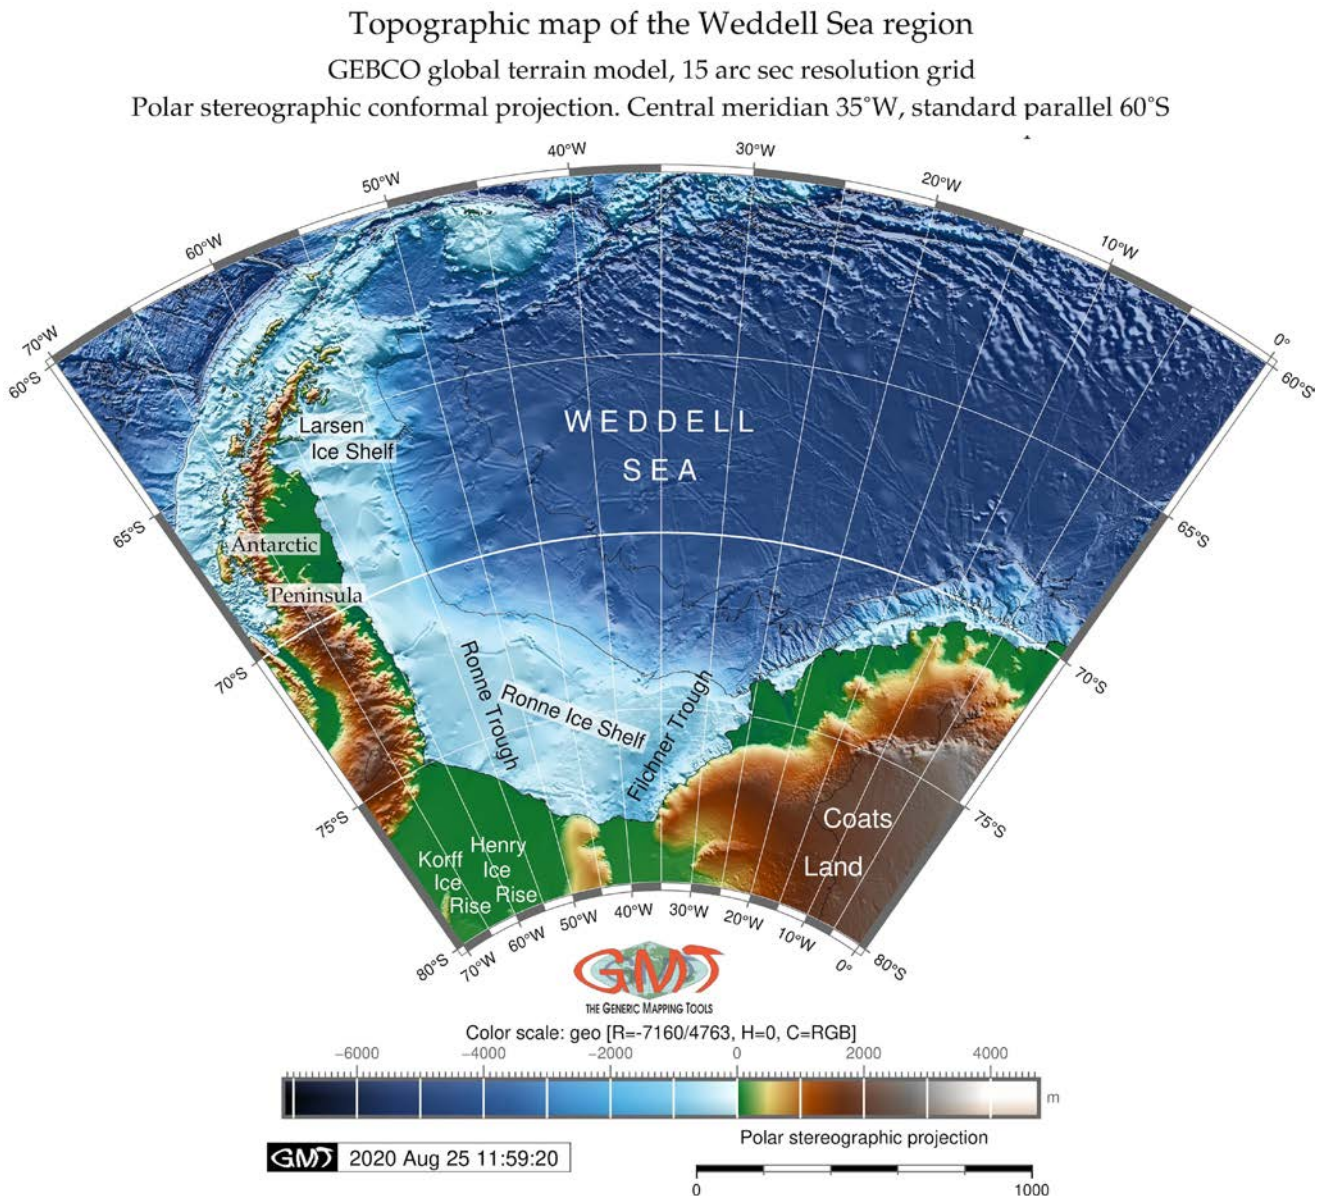 Topographic map of the Weddell Sea region
GEBCO global terrain model, 15 arc sec resolution grid
Polar stereographic conformal projection. Central meridian 35°W, standard parallel 60°S
40°W
30°W
50°W
20°W
60°W
10°W
70°W
0°
60°S
60°S
Larsen
Ice Shelf
WEDDELL
SEA
65°S
65°S
Antarctic
Peninsula
70°S
70°S
Ronne Trough
Ronne Ice Shelf
Filchner Trough
75°S
75°S
Coats
Land
Korff
Ice
Rise
Henry
Ice
Rise
80°S
70°W
60°W
50°W
40°W
30°W
20°W
10°W
0°
80°S
GMT
THE GENERIC MAPPING TOOLS
Color scale: geo [R=-7160/4763, H=0, C=RGB]
−6000 −4000 −2000 0 2000 4000
m
Polar stereographic projection
GMT 2020 Aug 25 11:59:20
0 1000